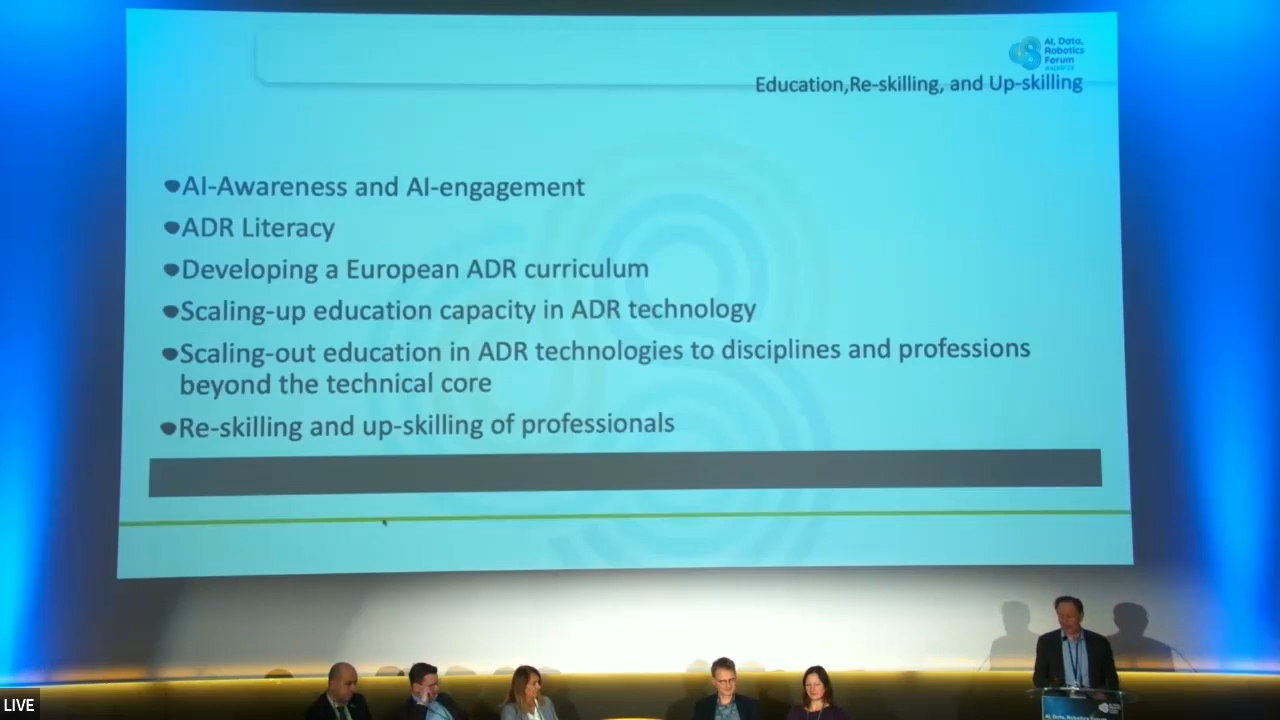 AI, Data,
Robotics
Forum
Education,Re-skilling, and Up-skilling
AI-Awareness and AI-engagement
ADR Literacy
Developing a European ADR curriculum
Scaling-up education capacity in ADR technology
Scaling-out education in ADR technologies to disciplines and professions
beyond the technical core
Re-skilling and up-skilling of professionals
LIVE